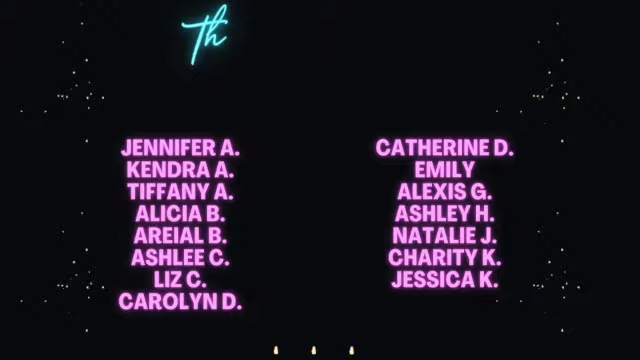 Th
JENNIFER A.
KENDRA A.
TIFFANY A.
ALICIA B.
AREIAL B.
ASHLEE C.
LIZ C.
CAROLYN D.
CATHERINE D.
EMILY
ALEXIS G.
ASHLEY H.
NATALIE J.
CHARITY K.
JESSICA K.